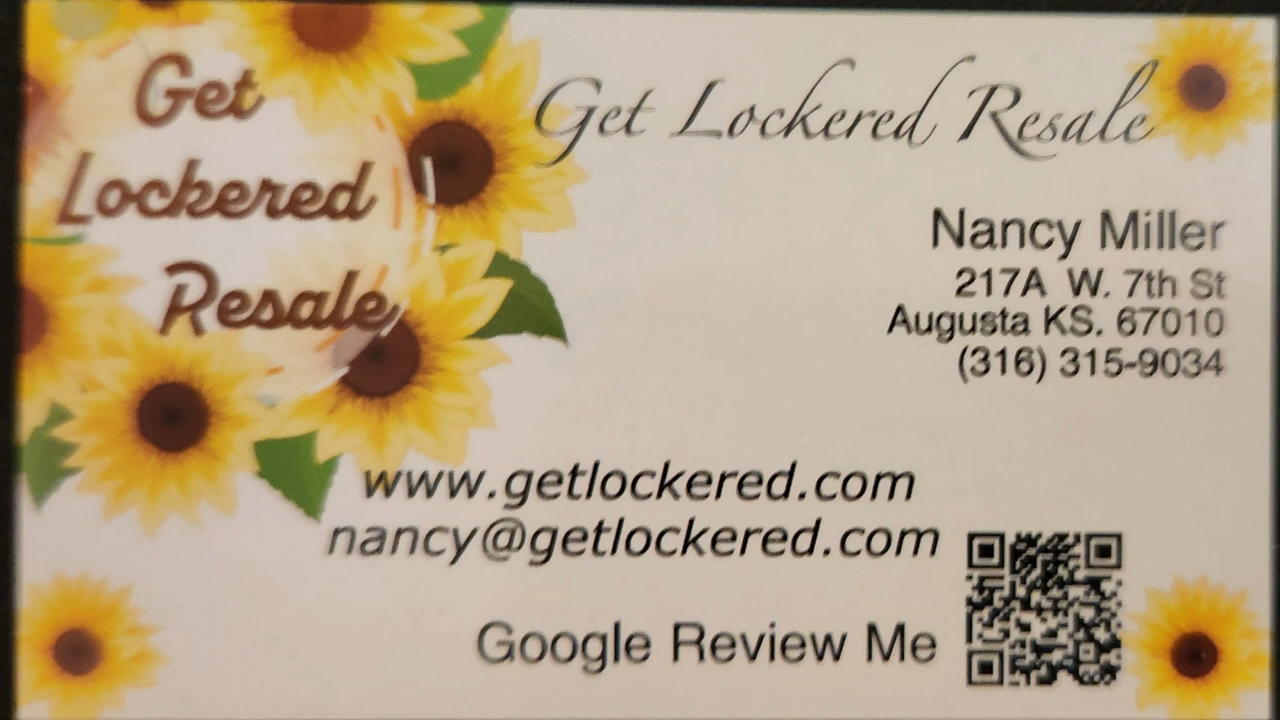 Get
Lockered
Resale
Get Lockered Resale
Nancy Miller
217A W. 7th St
Augusta KS. 67010
(316) 315-9034
www.getlockered.com
nancy@getlockered.com
Google Review Me